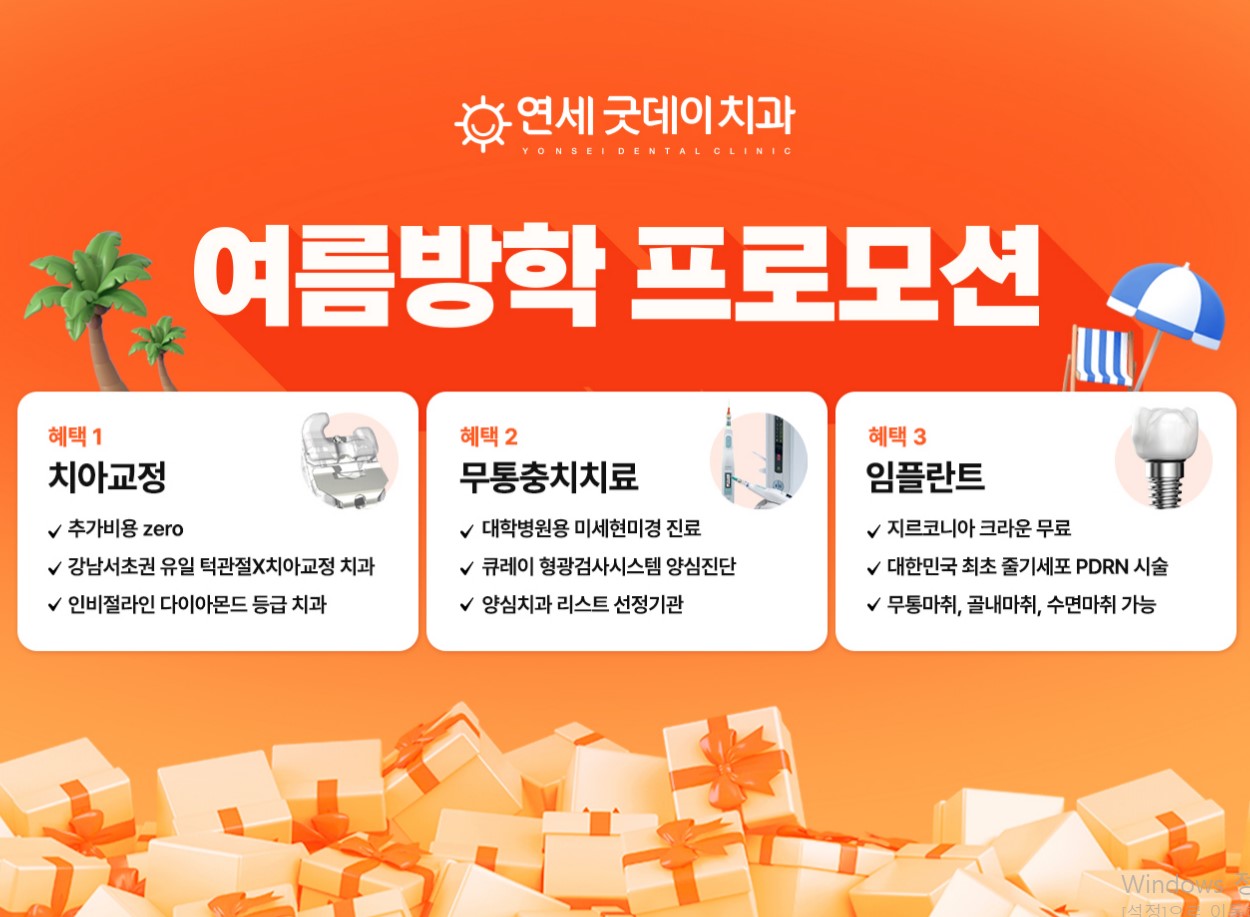 연세 굿데이치과
YONSEI DENTAL CLINIC
여름방학 프로모션
혜택 1
치아교정
추가비용 zero
강남서초권 유일 턱관절X치아교정 치과
인비절라인 다이아몬드 등급 치과
혜택 2
무통충치치료
대학병원용 미세현미경 진료
큐레이 형광검사시스템 양심진단
양심치과 리스트 선정기관
혜택 3
임플란트
지르코니아 크라운 무료
대한민국 최초 줄기세포 PDRN 시술
무통마취, 골내마취, 수면마취 가능
Windows